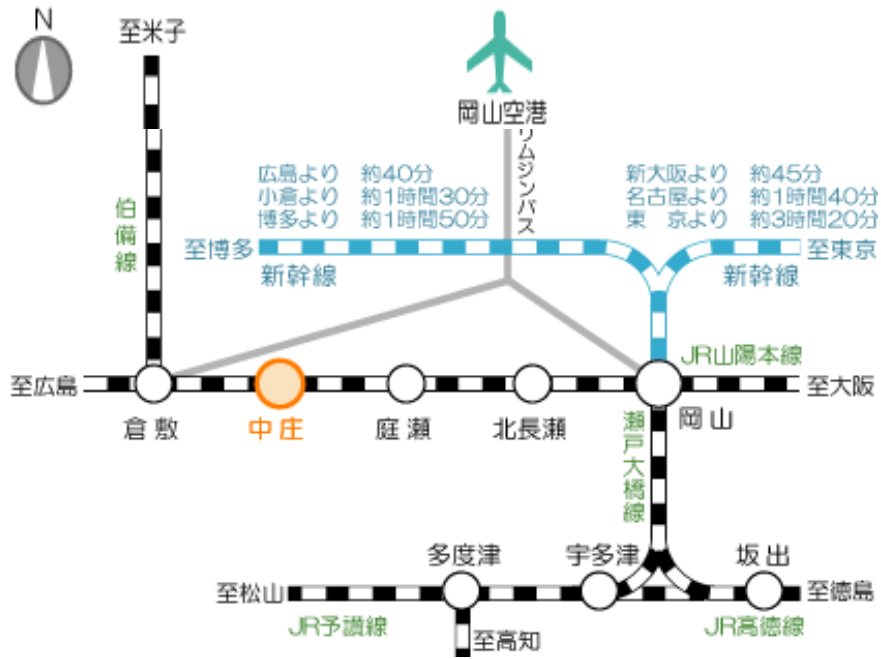 N
至米子
岡山空港
リムジンバス
広島より 約40分
小倉より 約1時間30分
博多より 約1時間50分
新大阪より 約45分
名古屋より 約1時間40分
東 京より 約3時間20分
伯備線
至博多
新幹線
至東京
新幹線
JR山陽本線
至広島
至大阪
倉敷
中庄
庭瀬
北長瀬
岡山
瀬戸大橋線
多度津
宇多津
坂出
至松山
至徳島
JR予讃線
JR高徳線
至高知